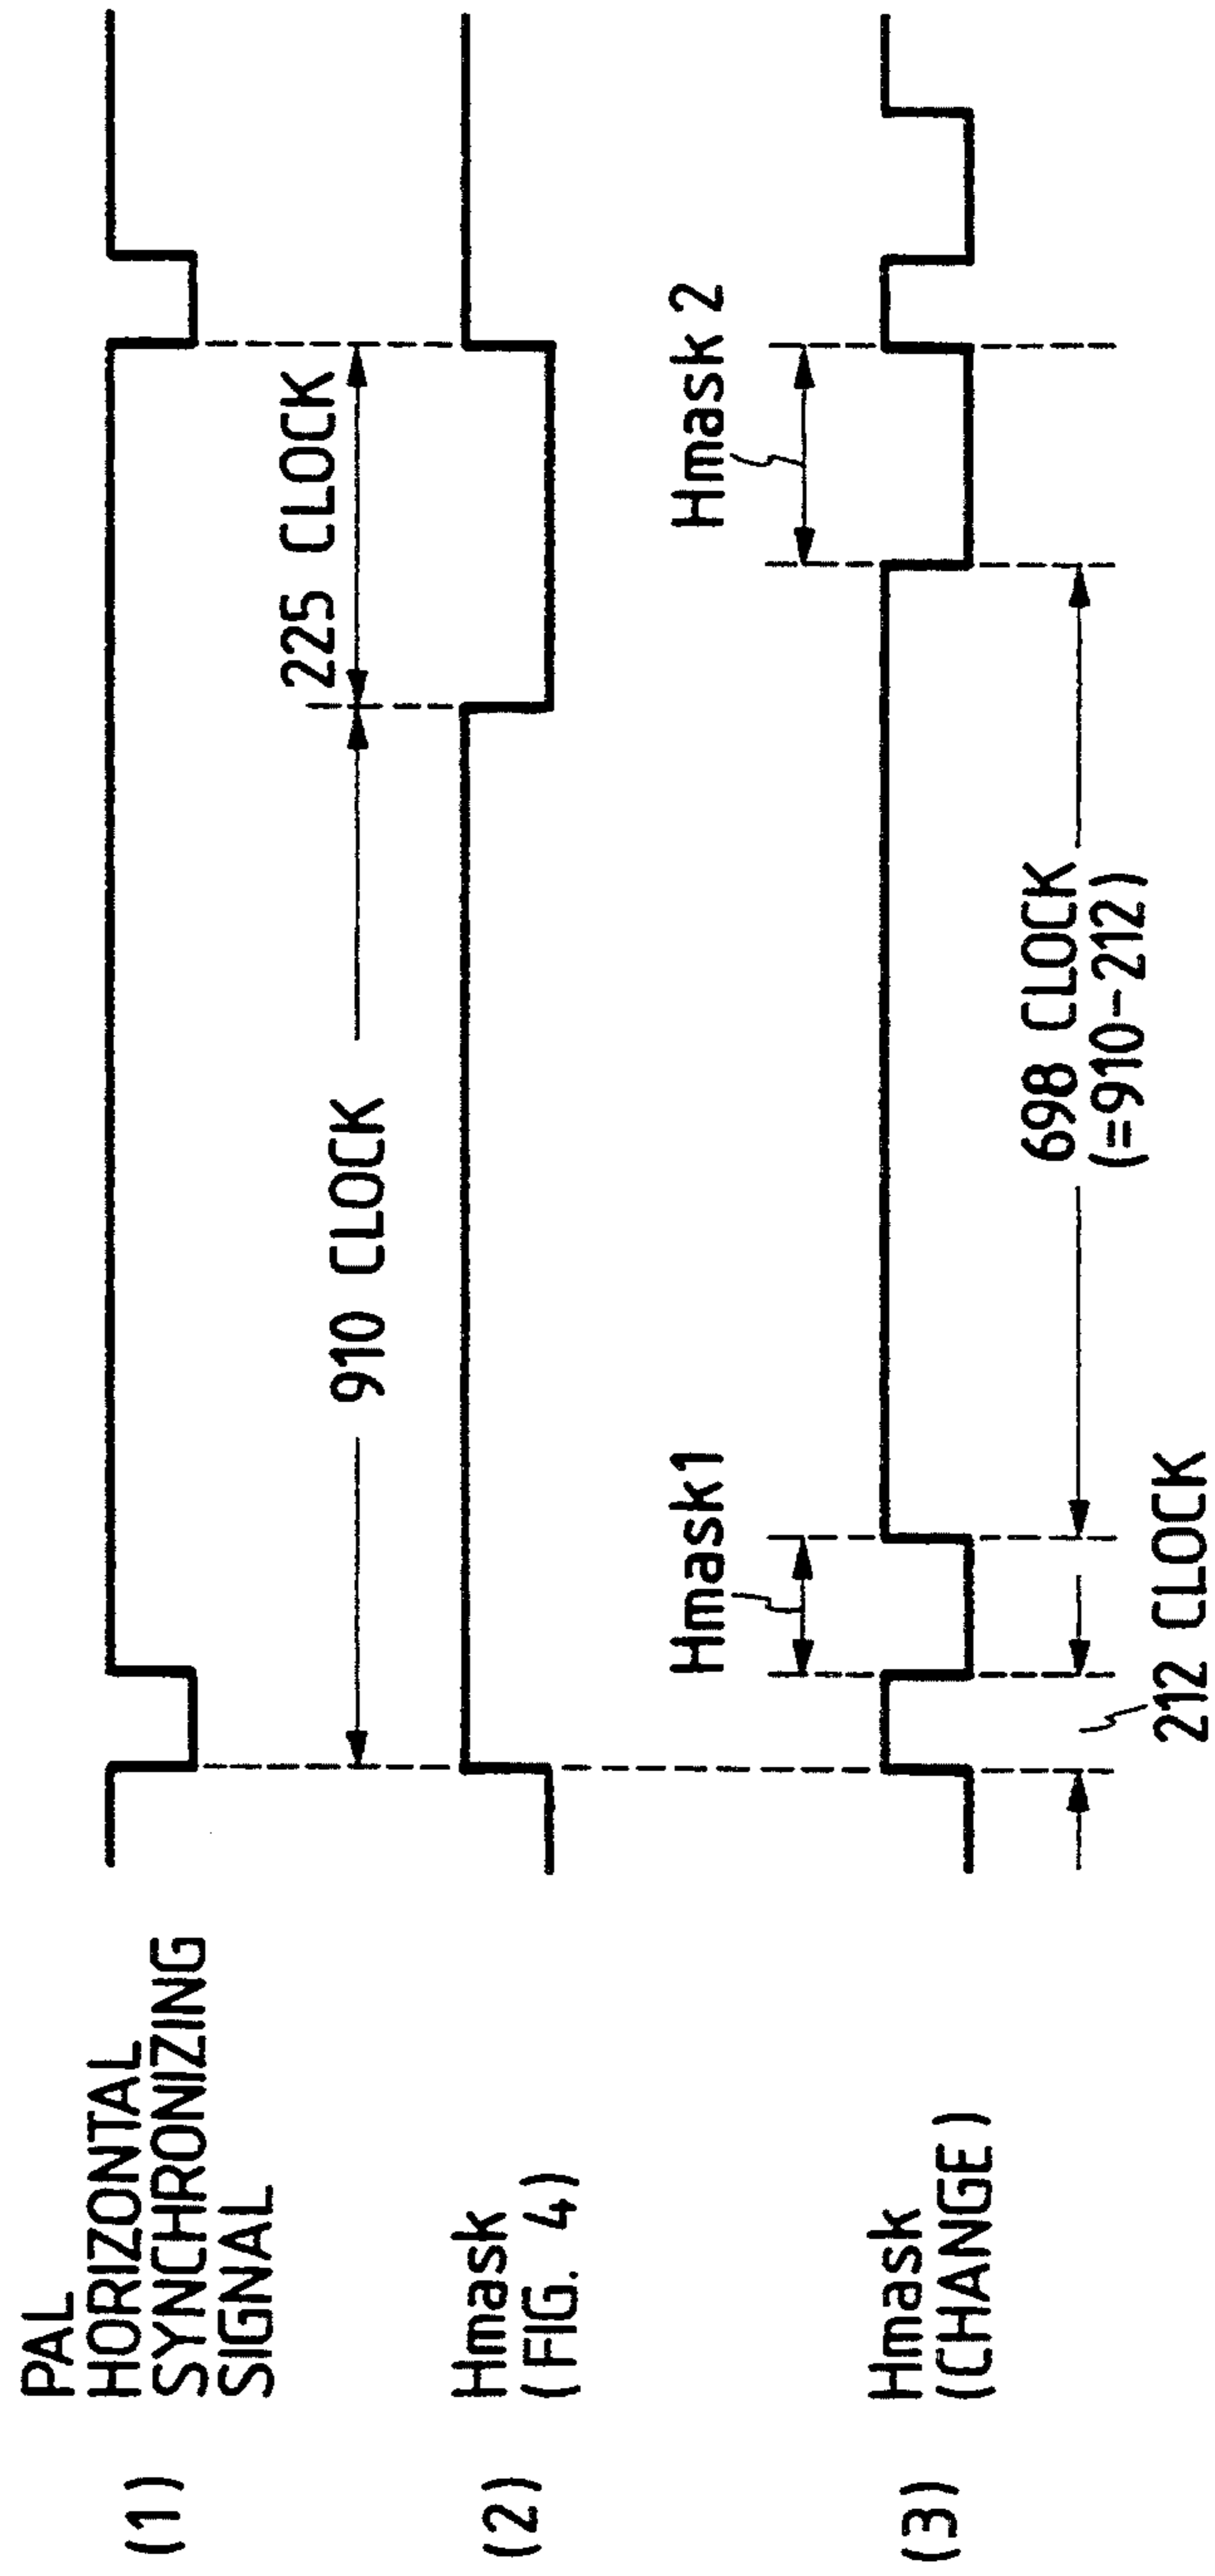 (1) PAL
HORIZONTAL
SYNCHRONIZING
SIGNAL
910 CLOCK
225 CLOCK
(2) Hmask
(FIG. 4)
Hmask1
Hmask 2
(3) Hmask
(CHANGE)
698 CLOCK
(=910-212)
212 CLOCK